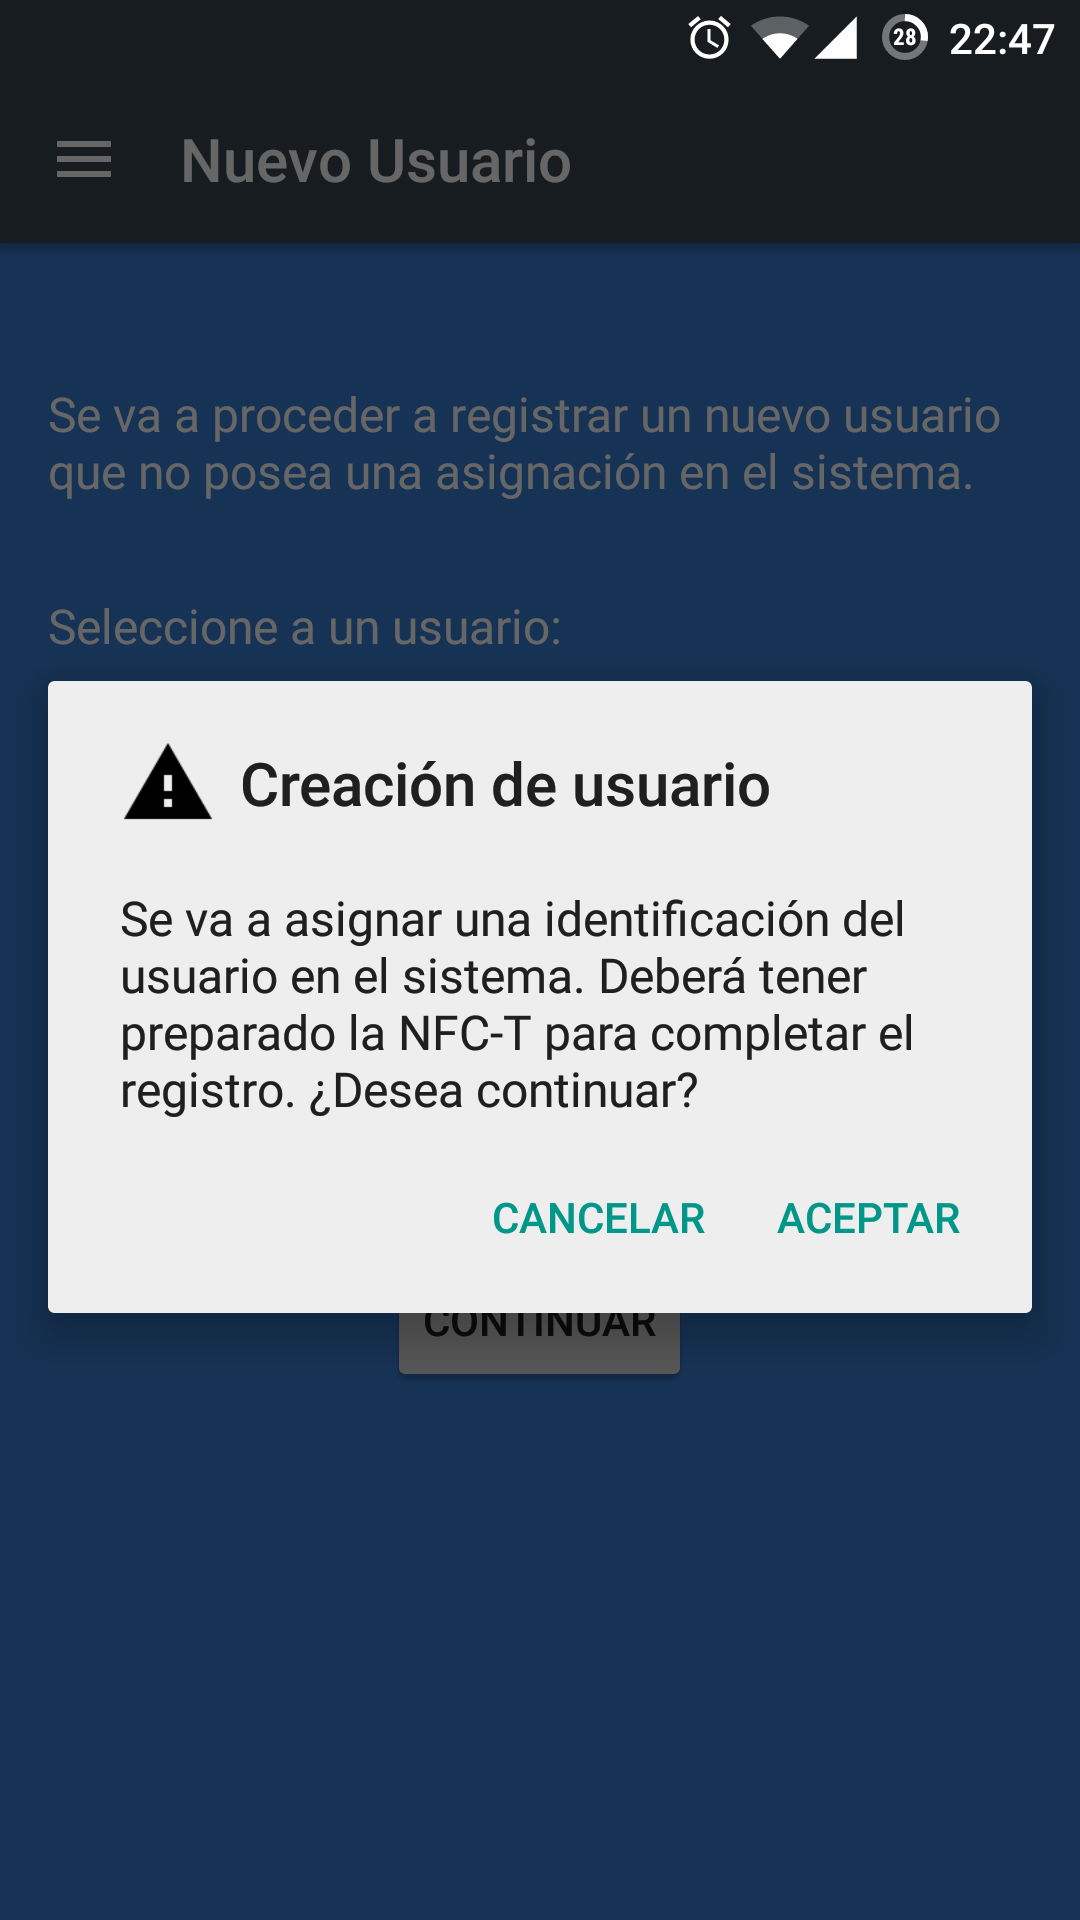 28 22:47
Nuevo Usuario
Se va a proceder a registrar un nuevo usuario
que no posea una asignación en el sistema.
Seleccione a un usuario:
Creación de usuario
Se va a asignar una identificación del
usuario en el sistema. Deberá tener
preparado la NFC-T para completar el
registro. ¿Desea continuar?
CANCELAR ACEPTAR
CONTINUAR